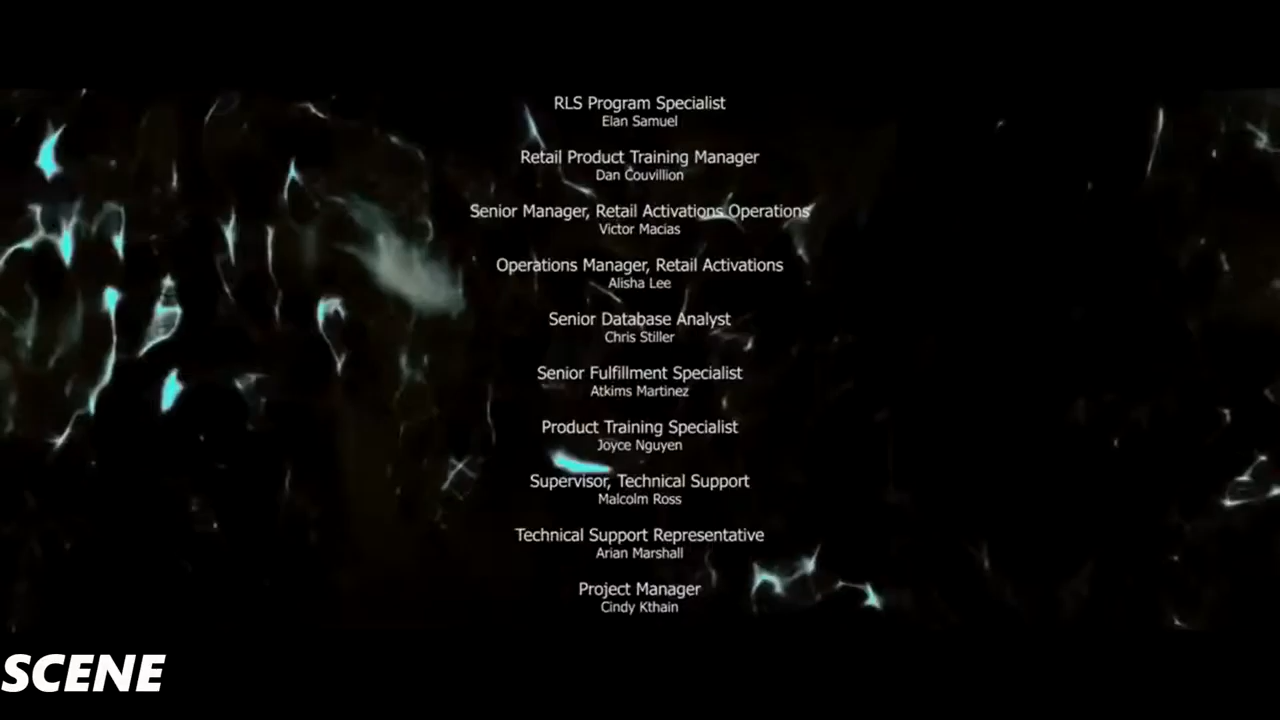 RLS Program Specialist
Elan Samuel
Retail Product Training Manager
Dan Couvillion
Senior Manager, Retail Activations Operations
Victor Macias
Operations Manager, Retail Activations
Alisha Lee
Senior Database Analyst
Chris Stiller
Senior Fulfillment Specialist
Atkims Martinez
Product Training Specialist
Joyce Nguyen
Supervisor, Technical Support
Malcolm Ross
Technical Support Representative
Arian Marshall
Project Manager
Cindy Kthain
SCENE